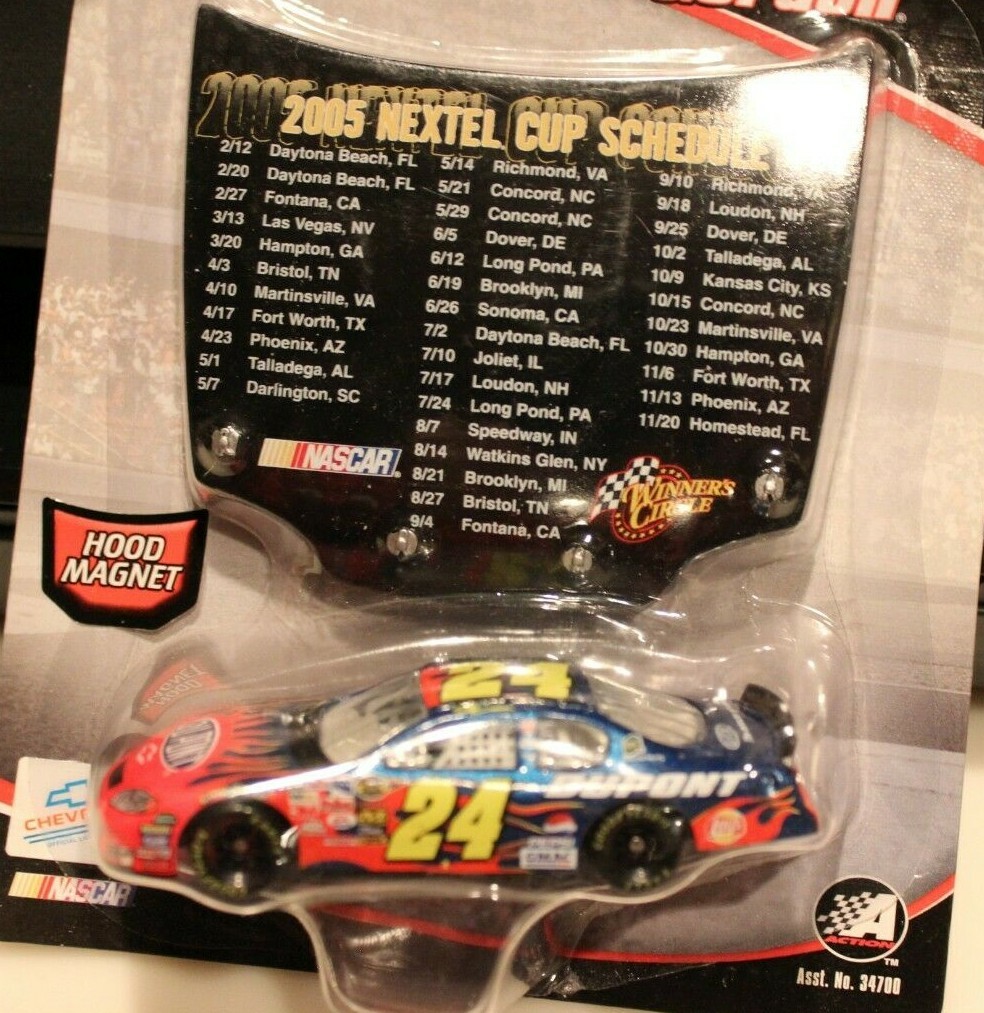 2005 NEXTEL CUP SCHEDULE
2/12 Daytona Beach, FL
2/20 Daytona Beach, FL
2/27 Fontana, CA
3/13 Las Vegas, NV
3/20 Hampton, GA
4/3 Bristol, TN
4/10 Martinsville, VA
4/17 Fort Worth, TX
4/23 Phoenix, AZ
5/1 Talladega, AL
5/7 Darlington, SC
5/14 Richmond, VA
5/21 Concord, NC
5/29 Concord, NC
6/5 Dover, DE
6/12 Long Pond, PA
6/19 Brooklyn, MI
6/26 Sonoma, CA
7/2 Daytona Beach, FL
7/10 Joliet, IL
7/17 Loudon, NH
7/24 Long Pond, PA
8/7 Speedway, IN
8/14 Watkins Glen, NY
8/21 Brooklyn, MI
8/27 Bristol, TN
9/4 Fontana, CA
9/10 Richmond, VA
9/18 Loudon, NH
9/25 Dover, DE
10/2 Talladega, AL
10/9 Kansas City, KS
10/15 Concord, NC
10/23 Martinsville, VA
10/30 Hampton, GA
11/6 Fort Worth, TX
11/13 Phoenix, AZ
11/20 Homestead, FL
NASCAR
WINNER'S
CIRCLE
HOOD
MAGNET
24
DUPONT
24
GMAC
CHEV
NASCAR
A
ACTION
TM
Asst. No. 34700